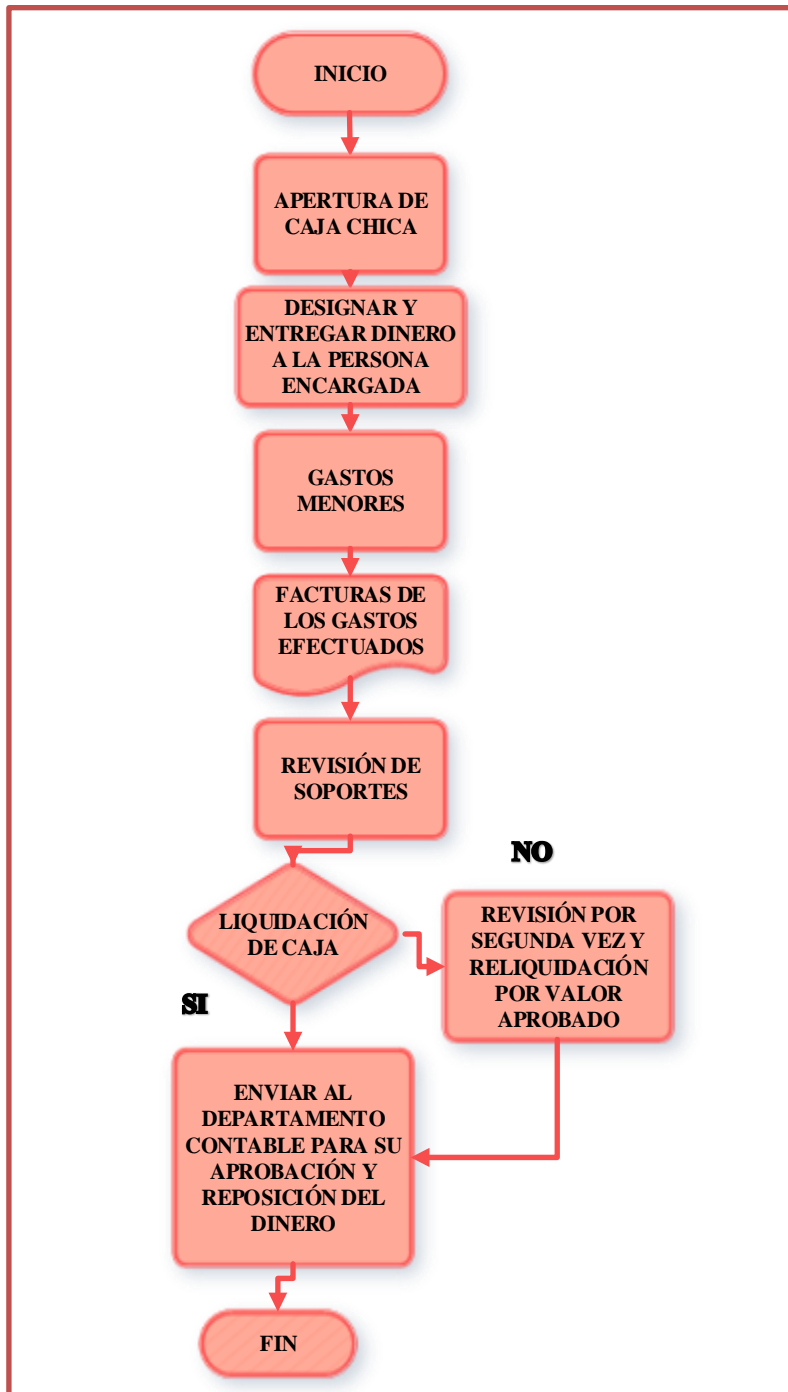 INICIO
APERTURA DE
CAJA CHICA
DESIGNAR Y
ENTREGAR DINERO
A LA PERSONA
ENCARGADA
GASTOS
MENORES
FACTURAS DE
LOS GASTOS
EFECTUADOS
REVISIÓN DE
SOPORTES
LIQUIDACIÓN
DE CAJA
NO
REVISIÓN POR
SEGUNDA VEZ Y
RELIQUIDACIÓN
POR VALOR
APROBADO
SI
ENVIAR AL
DEPARTAMENTO
CONTABLE PARA SU
APROBACIÓN Y
REPOSICIÓN DEL
DINERO
FIN